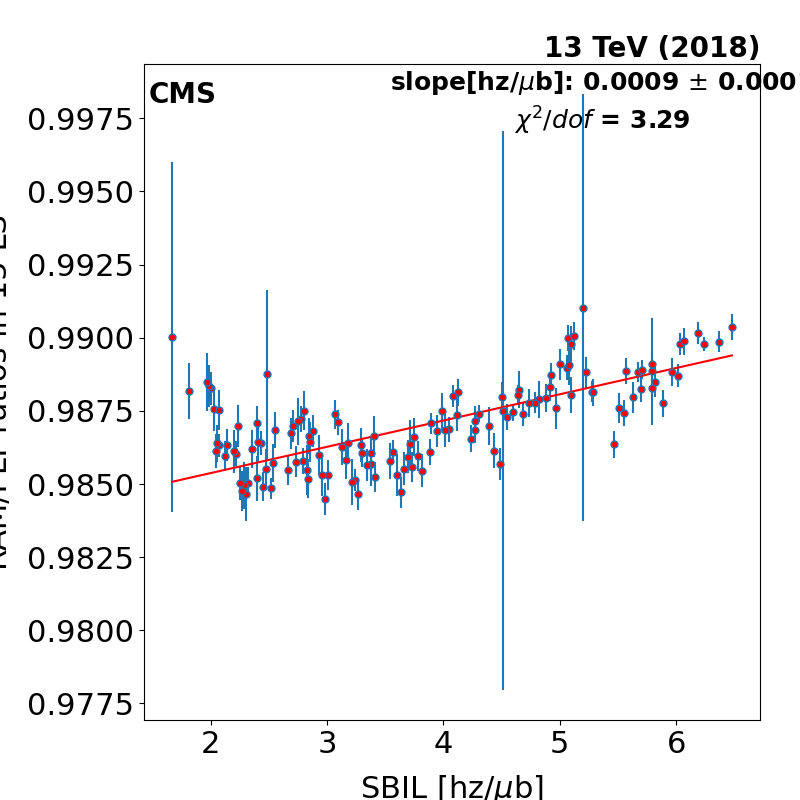 13 TeV (2018)
CMS
slope[hz/μb]: 0.0009 ± 0.000
χ²/dof = 3.29
0.9975
0.9950
0.9925
0.9900
0.9875
0.9850
0.9825
0.9800
0.9775
2 3 4 5 6
SBIL [hz/μb]